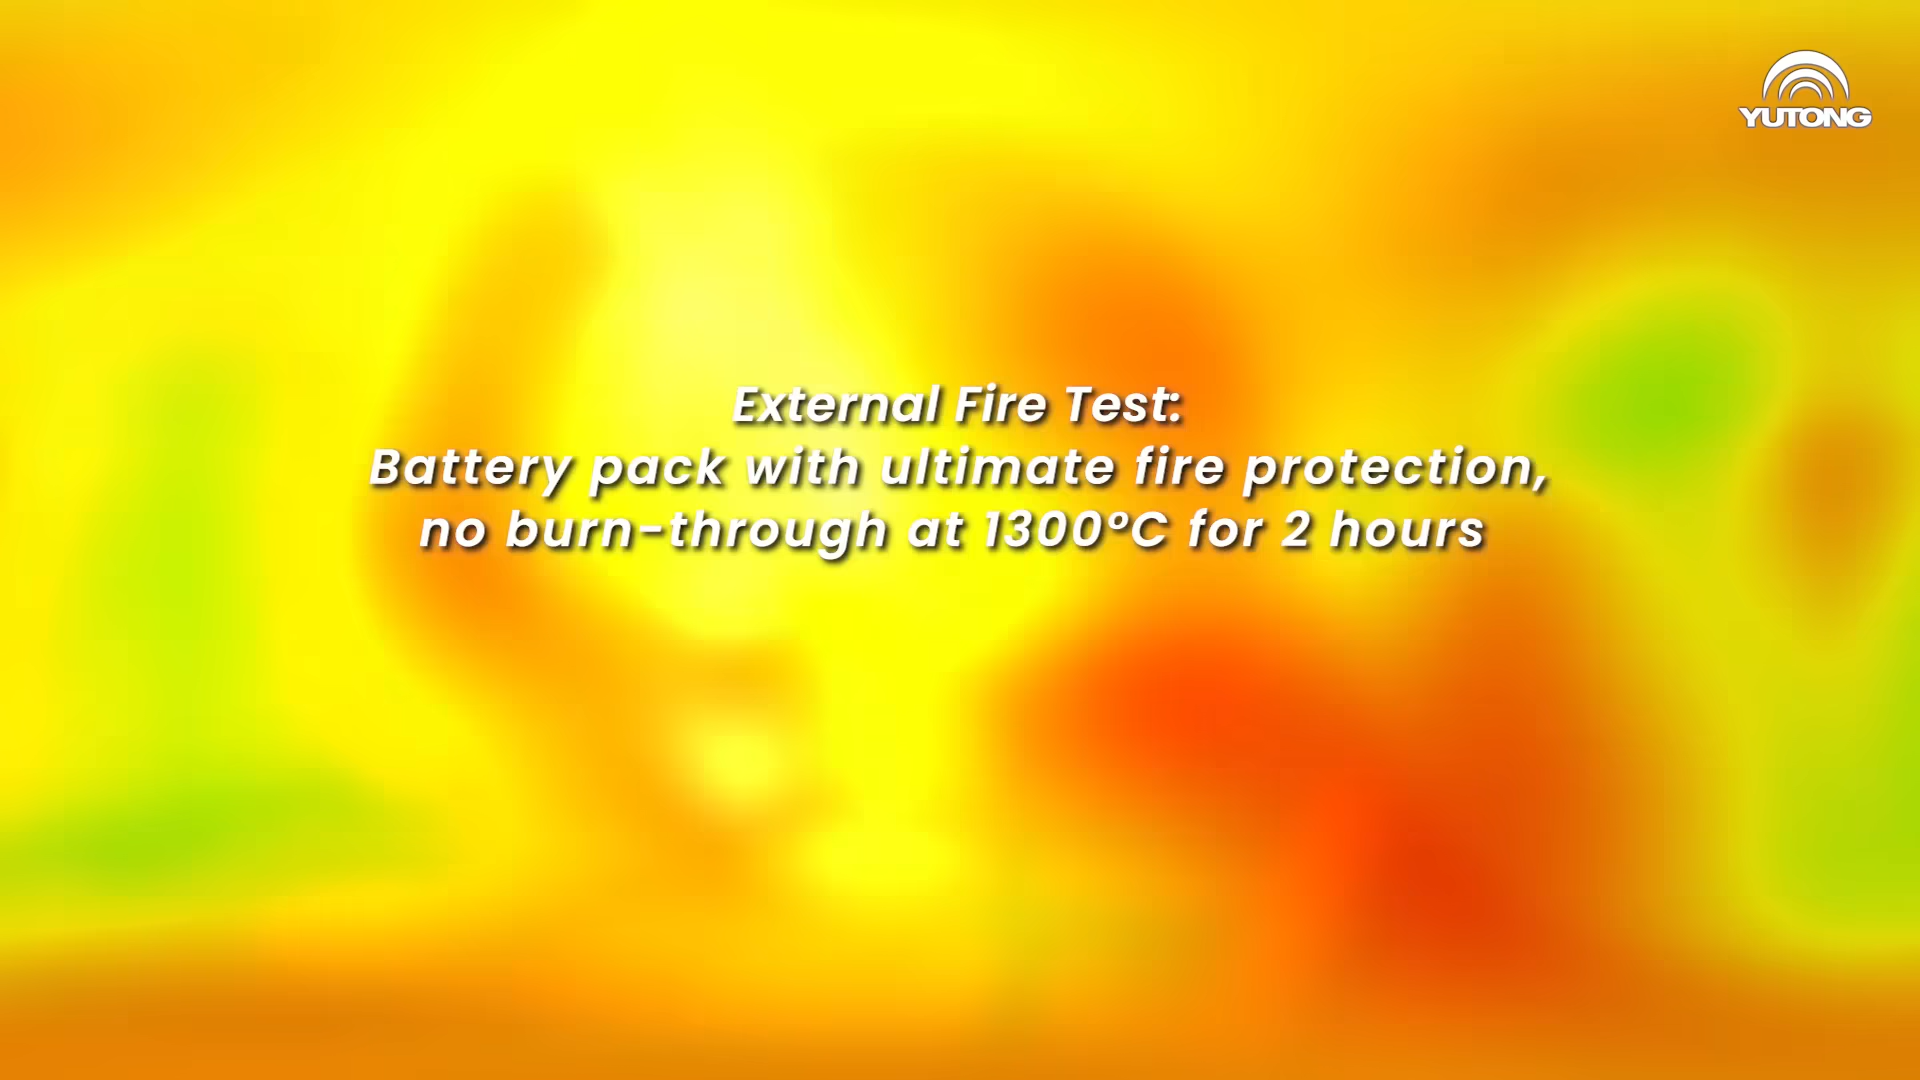 YUTONG
External Fire Test:
Battery pack with ultimate fire protection,
no burn-through at 1300°C for 2 hours